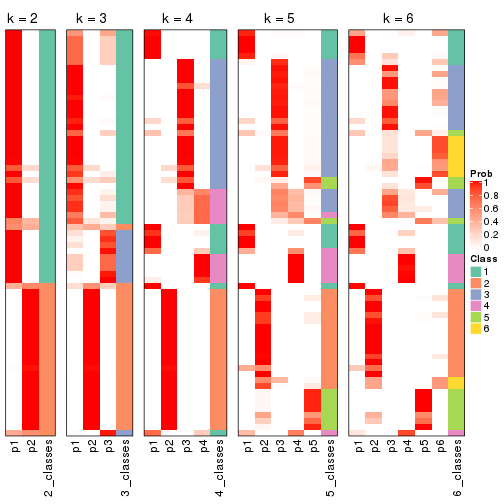 k = 2
k = 3
k = 4
k = 5
k = 6
Prob
1
0.8
0.6
0.4
0.2
0
Class
1
2
3
4
5
6
p1
p2
2_classes
p1
p2
p3
3_classes
p1
p2
p3
p4
4_classes
p1
p2
p3
p4
p5
5_classes
p1
p2
p3
p4
p5
p6
6_classes